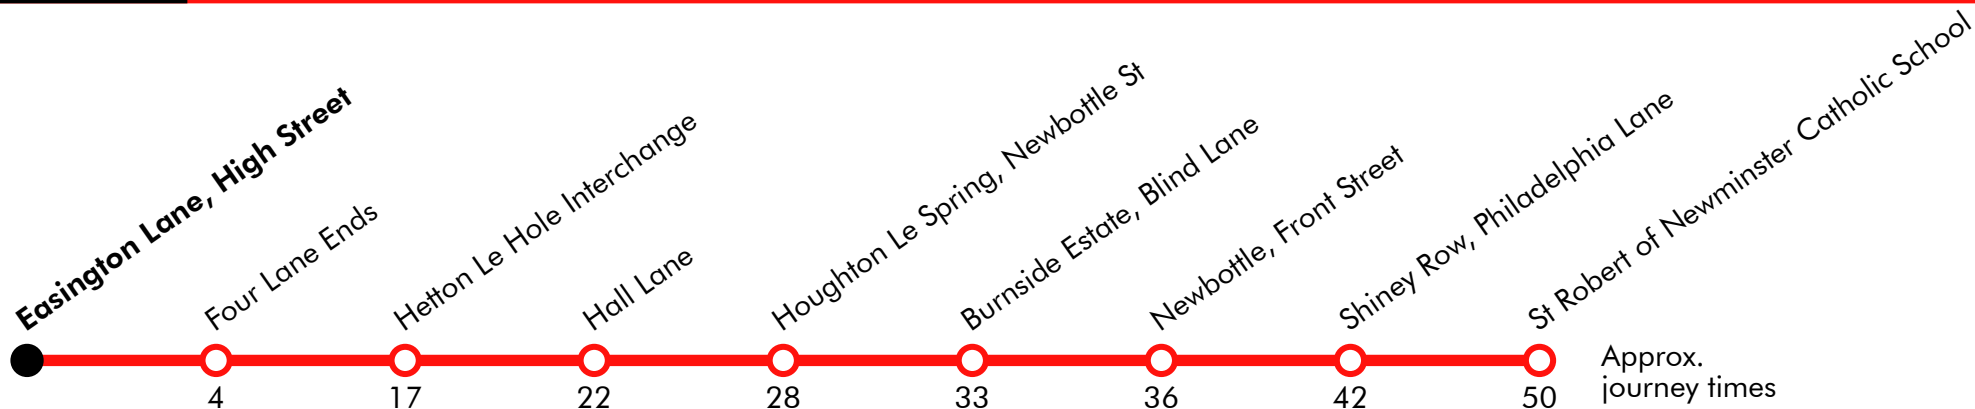 Easington Lane, High Street
Four Lane Ends
Hetton Le Hole Interchange
Hall Lane
Houghton Le Spring, Newbottle St
Burnside Estate, Blind Lane
Newbottle, Front Street
Shiney Row, Philadelphia Lane
St Robert of Newminster Catholic School
4 17 22 28 33 36 42 50
Approx.
journey times